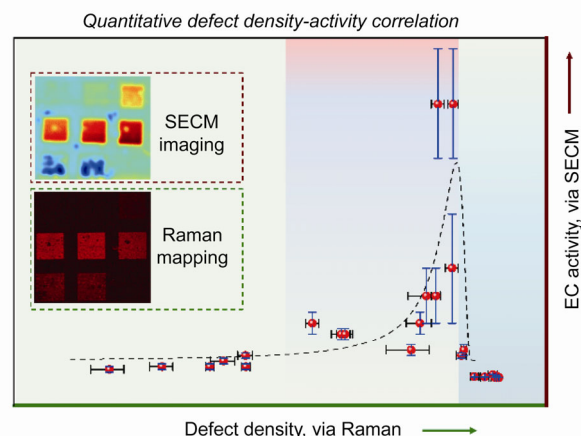 Quantitative defect density-activity correlation
SECM
imaging
Raman
mapping
EC activity, via SECM
Defect density, via Raman